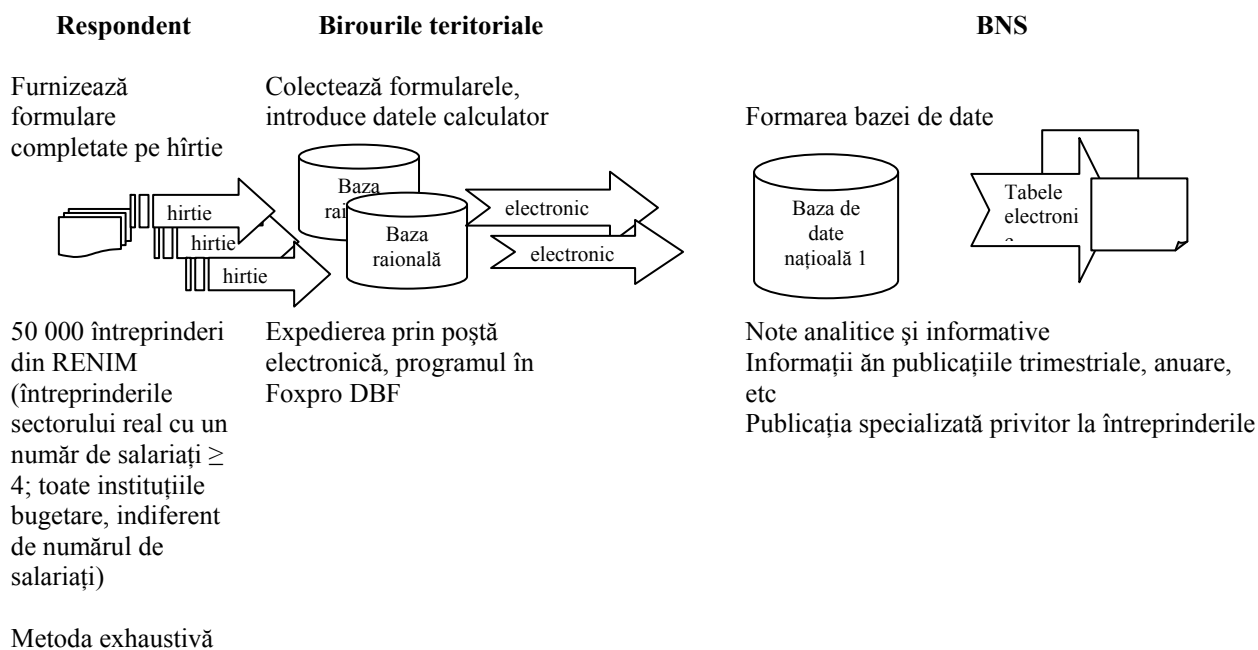 Respondent
Birourile teritoriale
BNS
Furnizează
formulare
completate pe hîrtie
Colectează formularele,
introduce datele calculator
Formarea bazei de date
hirtie
hirtie
hirtie
Baza
Baza
raională
electronic
electronic
Baza de
date
națioală 1
Tabele
electroni
50 000 întreprinderi
din RENIM
(întreprinderile
sectorului real cu un
număr de salariați ≥
4; toate instituțiile
bugetare, indiferent
de numărul de
salariați)
Metoda exhaustivă
Expedierea prin poştă
electronică, programul în
Foxpro DBF
Note analitice şi informative
Informații ăn publicațiile trimestriale, anuare,
etc
Publicația specializată privitor la întreprinderile